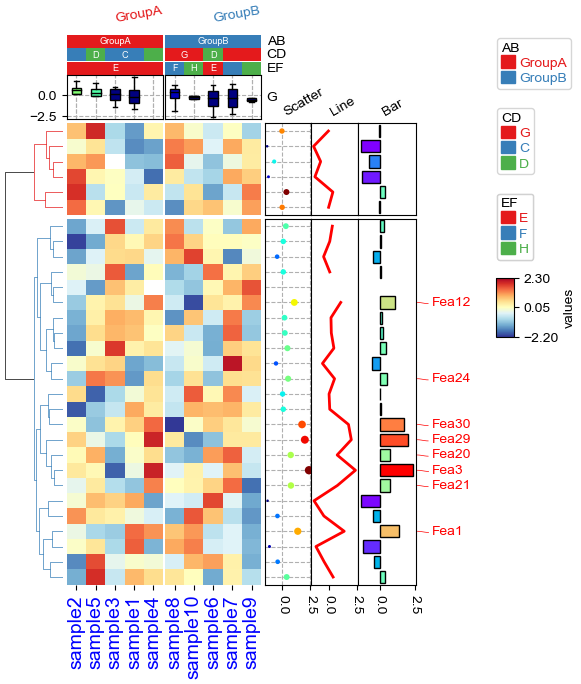 GroupA GroupB
GroupA GroupB AB
D C G D CD
E F H E EF
0.0
−2.5
G
Scatter Line Bar
AB
GroupA
GroupB
CD
G
C
D
EF
E
F
H
2.30
0.05
−2.20
values
Fea12
Fea24
Fea30
Fea29
Fea20
Fea3
Fea21
Fea1
0.0 2.5 0.0 2.5 0.0 2.5
sample2 sample5 sample3 sample1 sample4 sample8 sample10 sample6 sample7 sample9